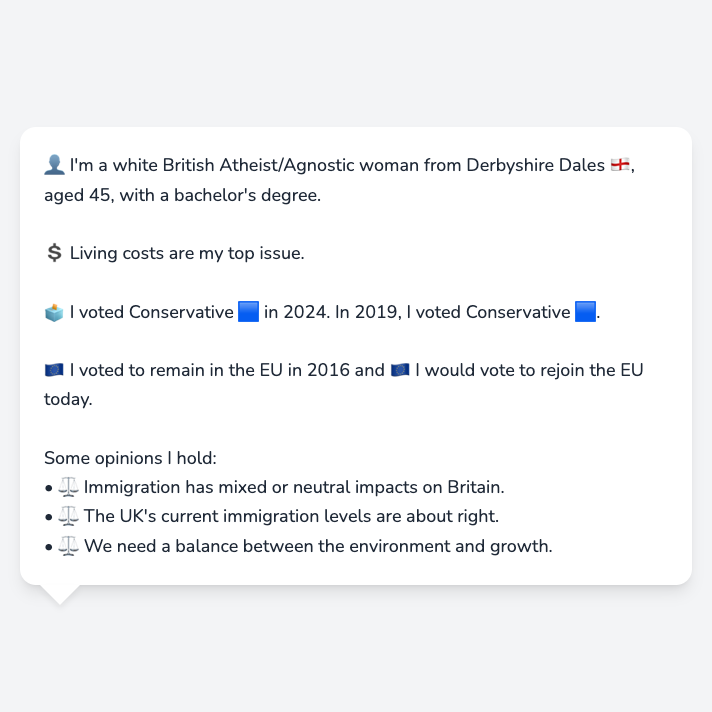 👤 I'm a white British Atheist/Agnostic woman from Derbyshire Dales 🏴󠁧󠁢󠁥󠁮󠁧󠁿,
aged 45, with a bachelor's degree.
💲 Living costs are my top issue.
🗳️ I voted Conservative 🟦 in 2024. In 2019, I voted Conservative 🟦.
🇪🇺 I voted to remain in the EU in 2016 and 🇪🇺 I would vote to rejoin the EU
today.
Some opinions I hold:
• ⚖️ Immigration has mixed or neutral impacts on Britain.
• ⚖️ The UK's current immigration levels are about right.
• ⚖️ We need a balance between the environment and growth.